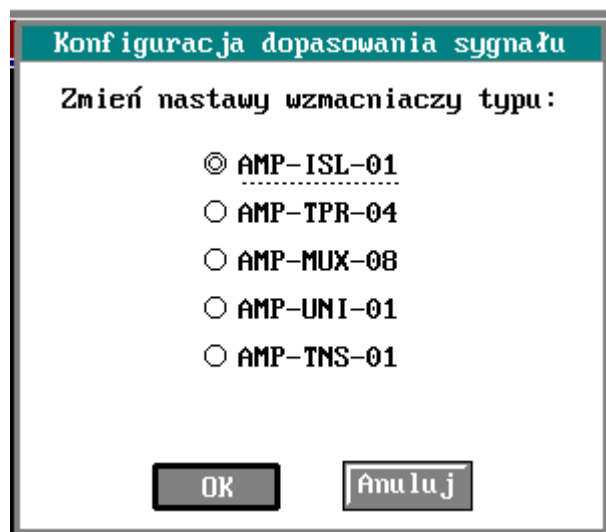 Konfiguracja dopasowania sygnału
Zmień nastawy wzmacniaczy typu:
AMP-ISL-01
AMP-TPR-04
AMP-MUX-08
AMP-UNI-01
AMP-TNS-01
OK Anuluj